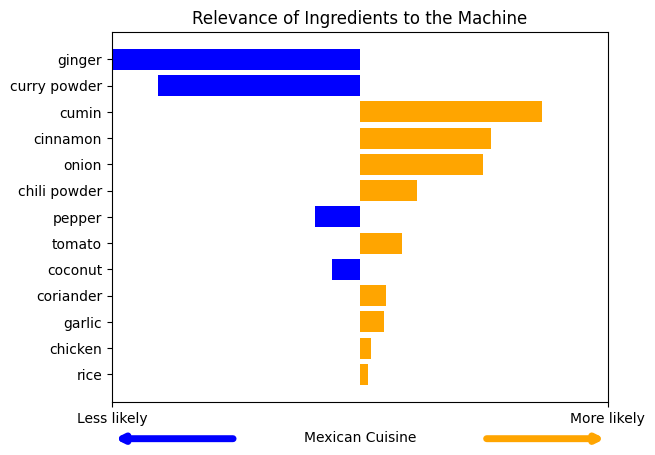 Relevance of Ingredients to the Machine
ginger
curry powder
cumin
cinnamon
onion
chili powder
pepper
tomato
coconut
coriander
garlic
chicken
rice
Less likely
More likely
Mexican Cuisine